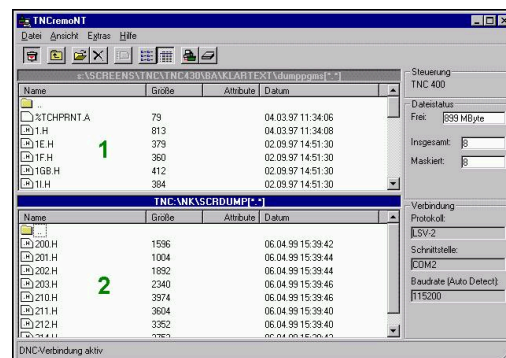 TNCremoNT
Datei Ansicht Extras Hilfe
s:\SCREENS\TNC\TNC430\BA\KLARTEXT\dumppgms[*.*]
Name Größe Attribute Datum
..
%TCHPRNT.A 79 04.03.97 11:34:06
1.H 813 04.03.97 11:34:08
1E.H 379 02.09.97 14:51:30
1F.H 360 02.09.97 14:51:30
1GB.H 412 02.09.97 14:51:30
1I.H 384 02.09.97 14:51:30
1
TNC:\NK\SCRDUMP[*.*]
Name Größe Attribute Datum
..
200.H 1596 06.04.99 15:39:42
201.H 1004 06.04.99 15:39:44
202.H 1892 06.04.99 15:39:44
203.H 2340 06.04.99 15:39:46
210.H 3974 06.04.99 15:39:46
211.H 3604 06.04.99 15:39:40
212.H 3352 06.04.99 15:39:40
2
Steuerung
TNC 400
Dateistatus
Frei: 899 MByte
Insgesamt: 8
Maskiert: 8
Verbindung
Protokoll:
LSV-2
Schnittstelle:
COM2
Baudrate (Auto Detect):
115200
DNC-Verbindung aktiv